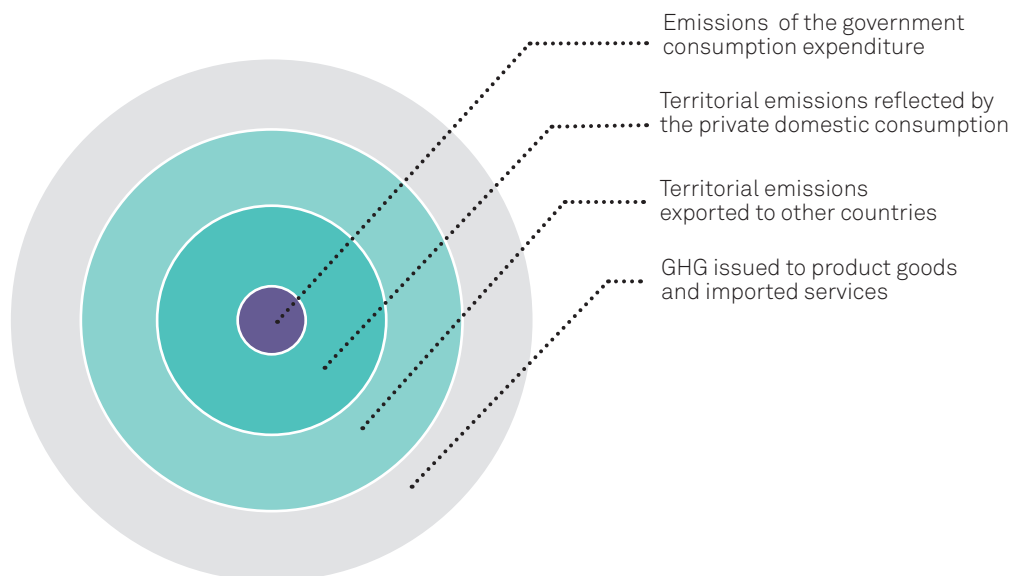 Emissions of the government
consumption expenditure
Territorial emissions reflected by
the private domestic consumption
Territorial emissions
exported to other countries
GHG issued to product goods
and imported services